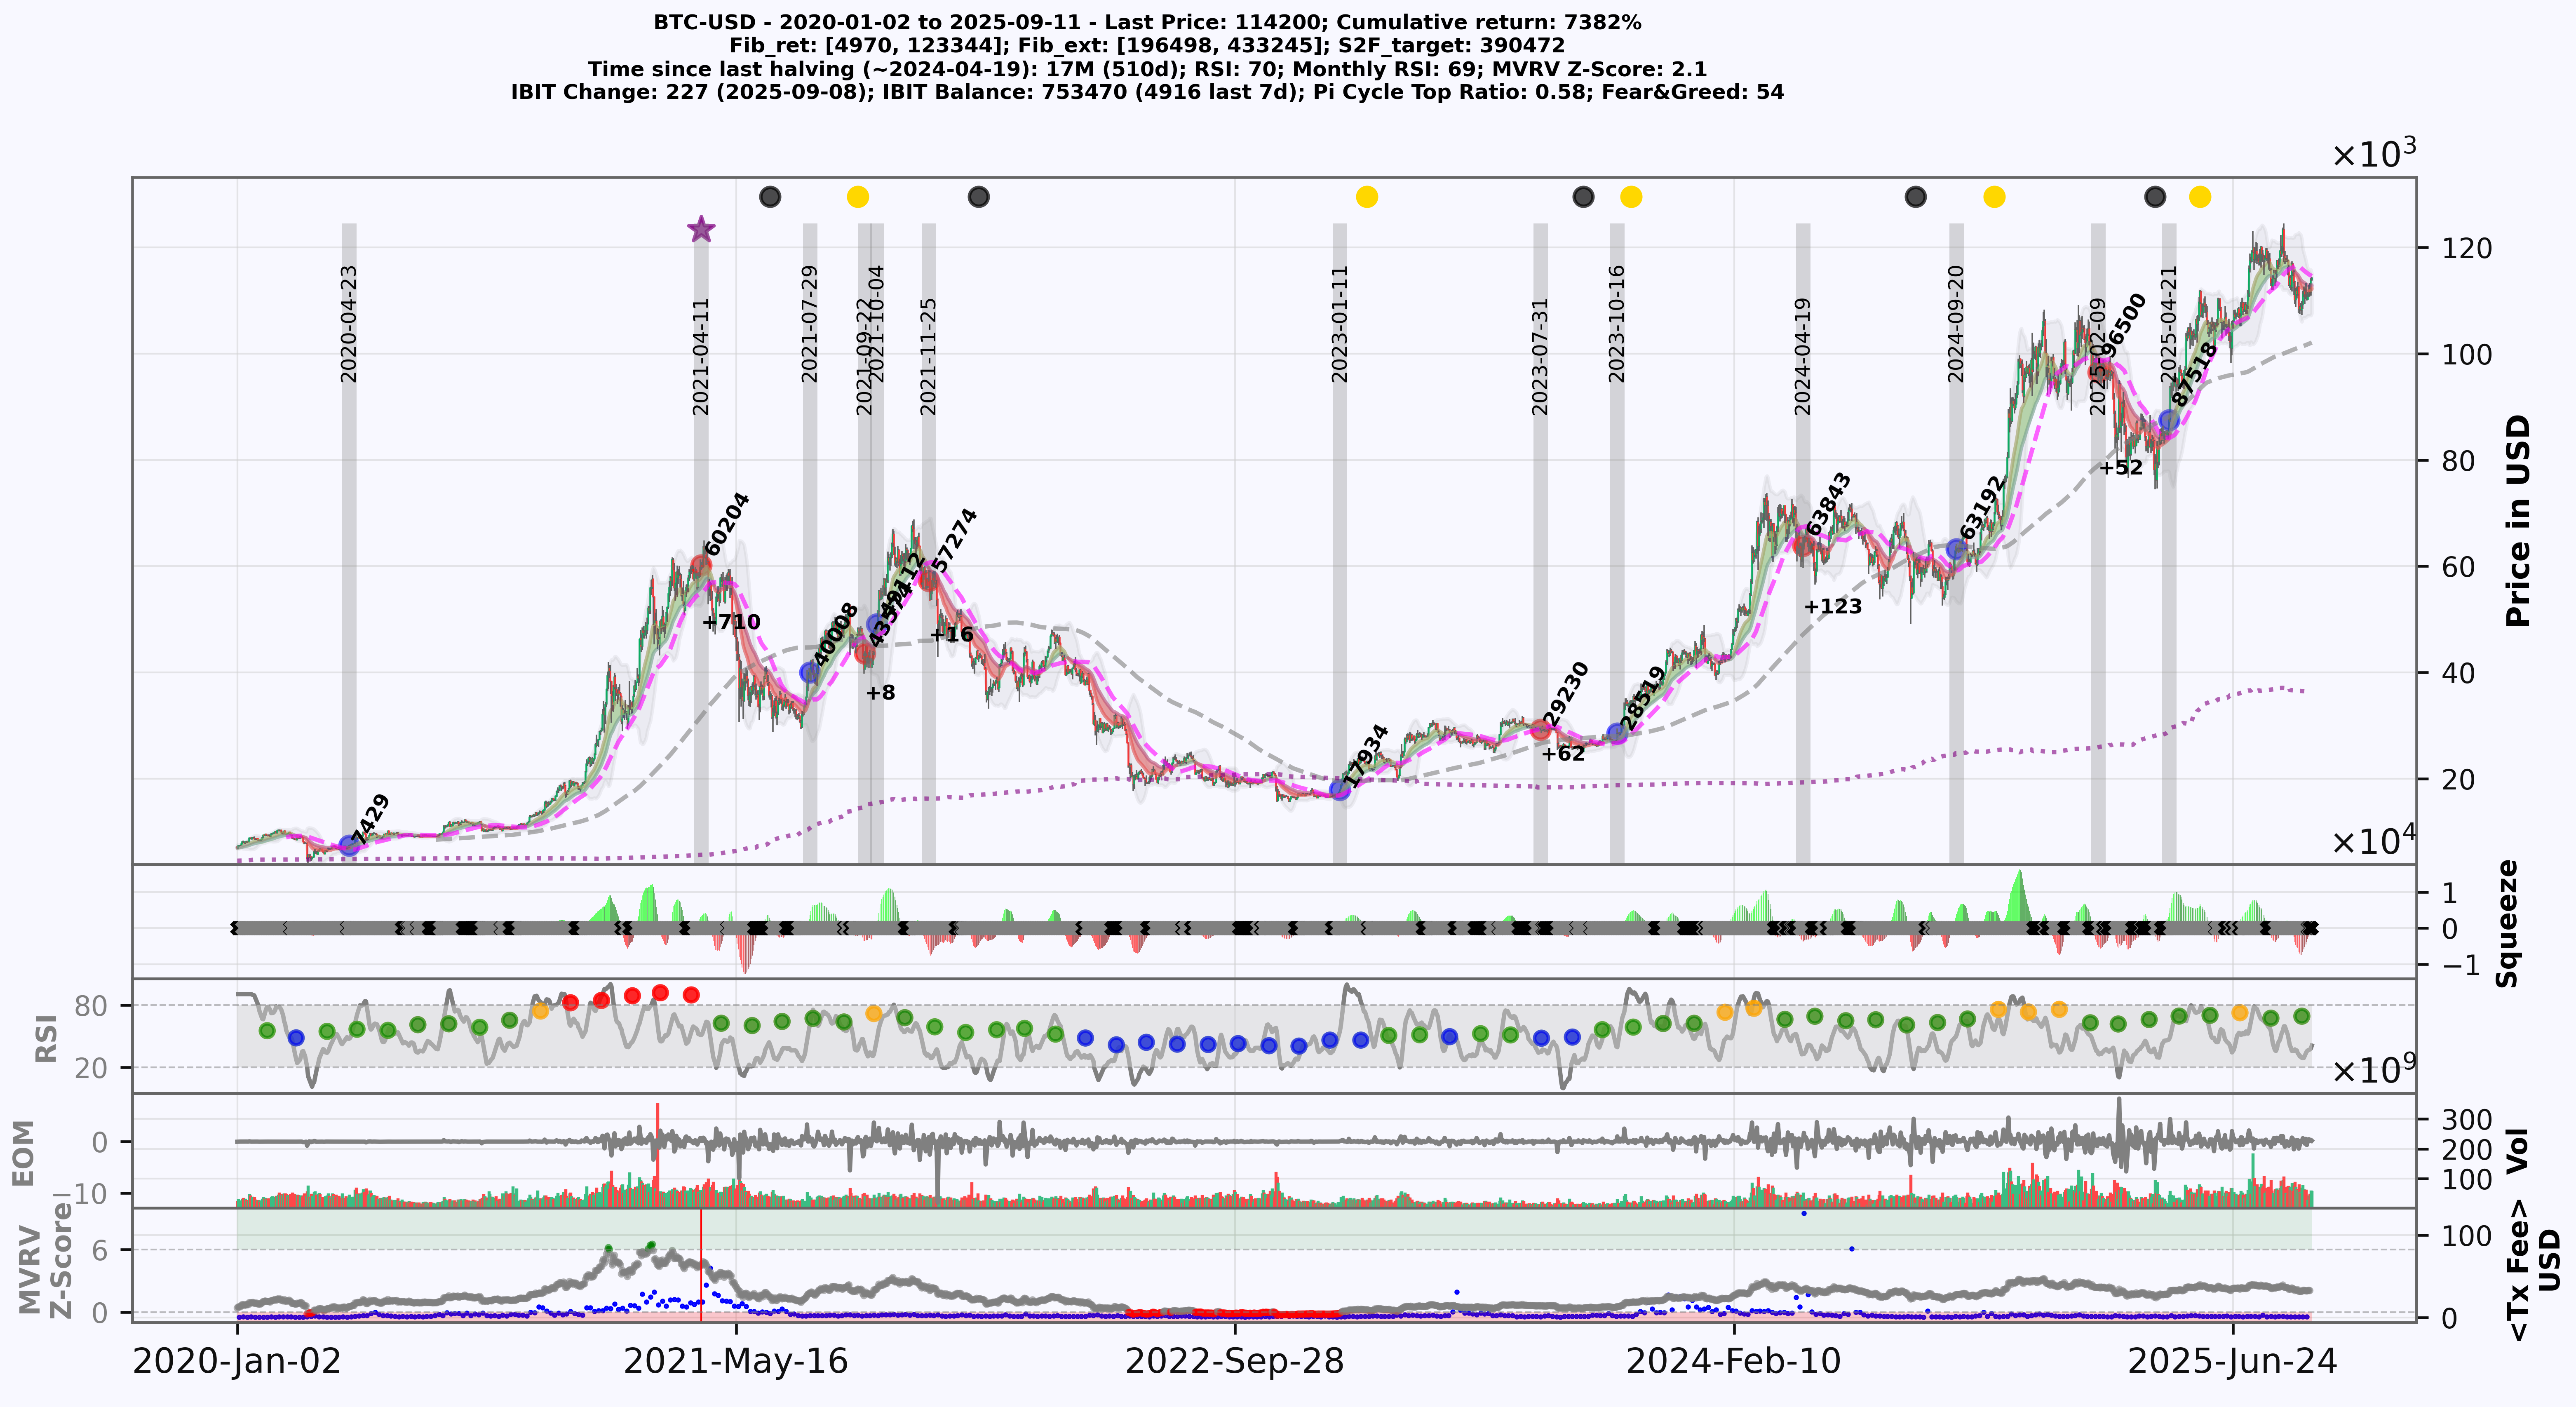 BTC-USD - 2020-01-02 to 2025-09-11 - Last Price: 114200; Cumulative return: 7382%
Fib_ret: [4970, 123344]; Fib_ext: [196498, 433245]; S2F_target: 390472
Time since last halving (~2024-04-19): 17M (510d); RSI: 70; Monthly RSI: 69; MVRV Z-Score: 2.1
IBIT Change: 227 (2025-09-08); IBIT Balance: 753470 (4916 last 7d); Pi Cycle Top Ratio: 0.58; Fear&Greed: 54
×10³
2020-04-23
2021-04-11
2021-07-29
2021-09-22
2021-10-04
2021-11-25
2023-01-11
2023-07-31
2023-10-16
2024-04-19
2024-09-20
2025-02-09
2025-04-21
7429
60204
+710
40008
+8
57274
+16
17934
29230
+62
28519
63843
+123
63192
96500
+52
87518
120
100
80
60
40
20
Price in USD
×10⁴
1
0
−1
Squeeze
80
20
RSI
×10⁹
0
EOM
300
200
100
Vol
10
6
0
MVRV
Z-Score
100
0
<Tx Fee>
USD
2020-Jan-02
2021-May-16
2022-Sep-28
2024-Feb-10
2025-Jun-24